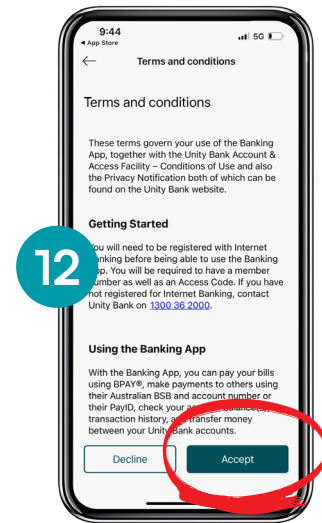 9:44
5G
App Store
Terms and conditions
Terms and conditions
These terms govern your use of the Banking
App, together with the Unity Bank Account &
Access Facility – Conditions of Use and also
the Privacy Notification both of which can be
found on the Unity Bank website.
Getting Started
You will need to be registered with Internet
Banking before being able to use the Banking
App. You will be required to have a member
number as well as an Access Code. If you have
not registered for Internet Banking, contact
Unity Bank on 1300 36 2000.
12
Using the Banking App
With the Banking App, you can pay your bills
using BPAY®, make payments to others using
their Australian BSB and account number or
their PayID, check your account balance(s),
transaction history, and transfer money
between your Unity Bank accounts.
Decline
Accept